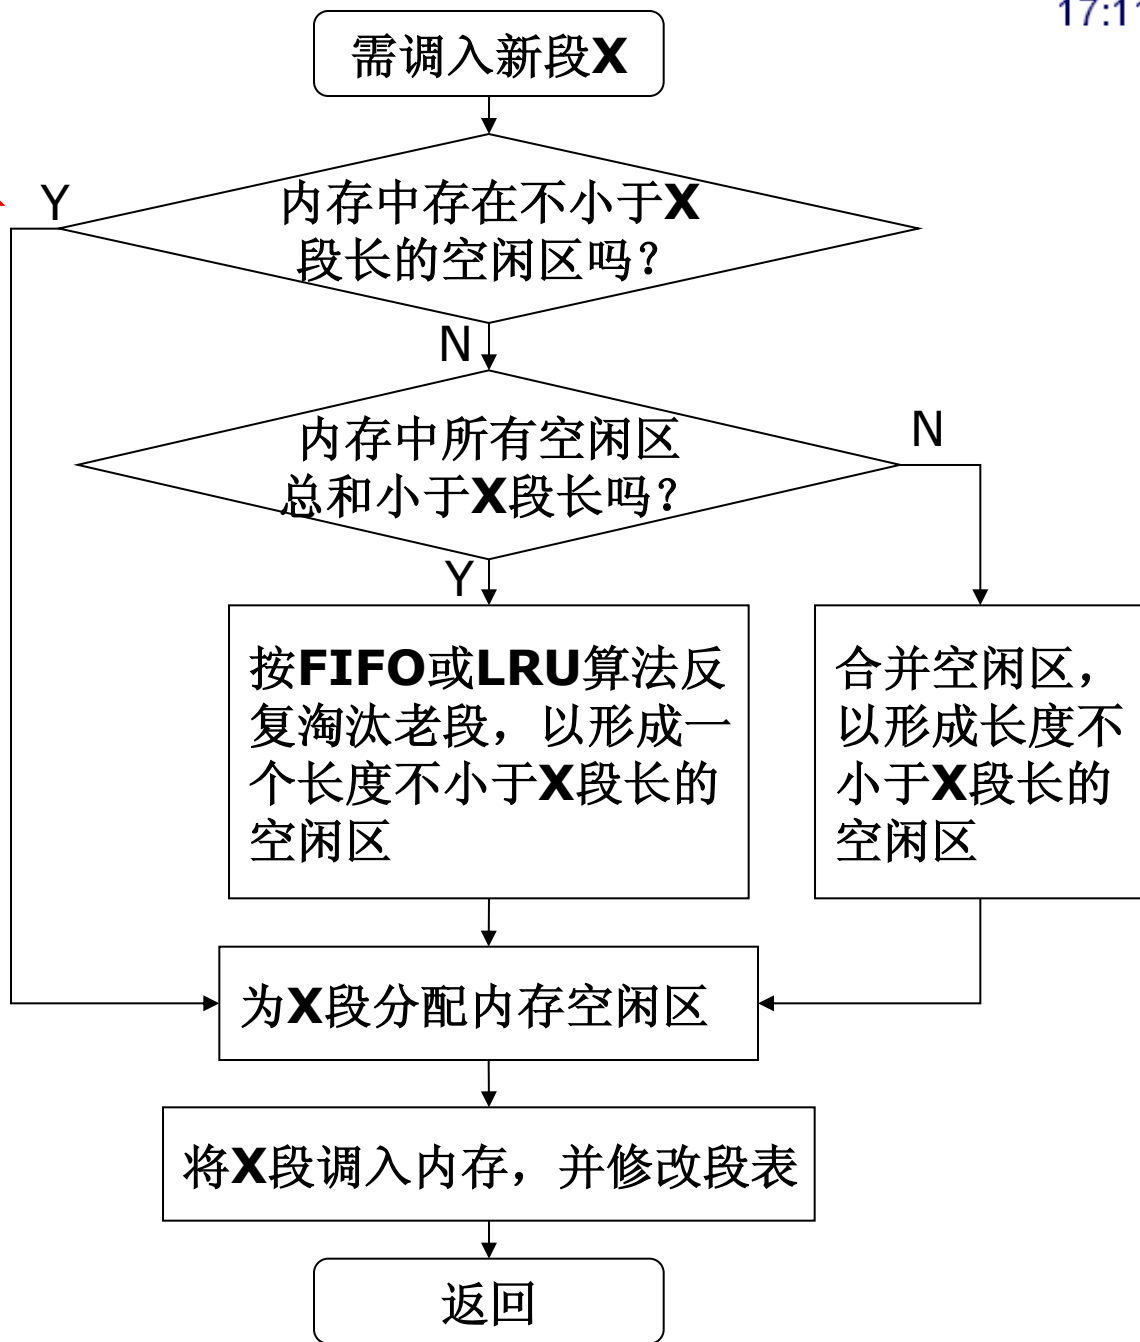 需调入新段X
Y
内存中存在不小于X
段长的空闲区吗？
N
内存中所有空闲区
总和小于X段长吗？
N
Y
按FIFO或LRU算法反
复淘汰老段，以形成一
个长度不小于X段长的
空闲区
合并空闲区，
以形成长度不
小于X段长的
空闲区
为X段分配内存空闲区
将X段调入内存，并修改段表
返回